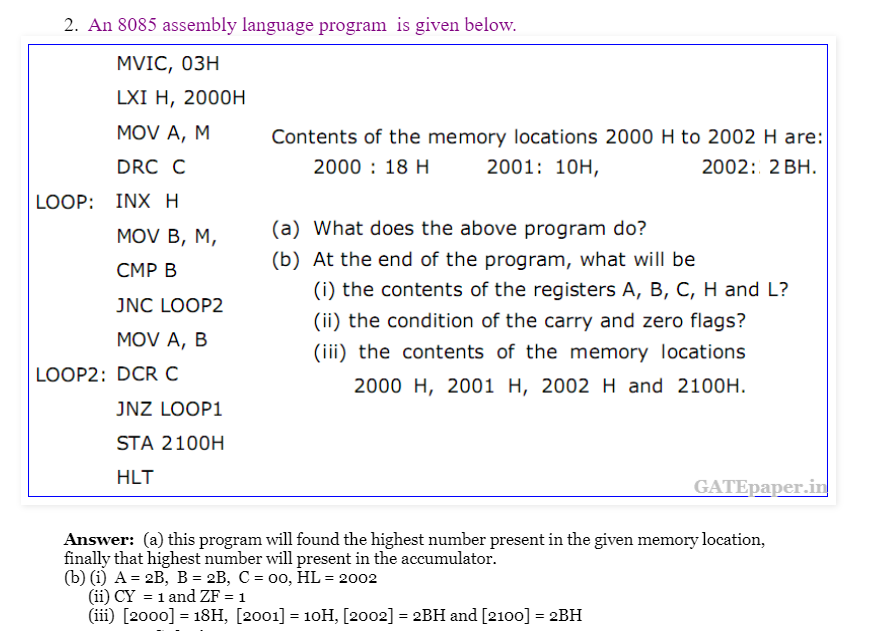 2. An 8085 assembly language program is given below.
MVIC, 03H
LXI H, 2000H
MOV A, M
DRC C
LOOP: INX H
MOV B, M,
CMP B
JNC LOOP2
MOV A, B
LOOP2: DCR C
JNZ LOOP1
STA 2100H
HLT
Contents of the memory locations 2000 H to 2002 H are:
2000 : 18 H 2001: 10H, 2002: 2 BH.
(a) What does the above program do?
(b) At the end of the program, what will be
(i) the contents of the registers A, B, C, H and L?
(ii) the condition of the carry and zero flags?
(iii) the contents of the memory locations
2000 H, 2001 H, 2002 H and 2100H.
GATEpaper.in
Answer: (a) this program will found the highest number present in the given memory location,
finally that highest number will present in the accumulator.
(b) (i) A = 2B, B = 2B, C = 00, HL = 2002
(ii) CY = 1 and ZF = 1
(iii) [2000] = 18H, [2001] = 10H, [2002] = 2BH and [2100] = 2BH